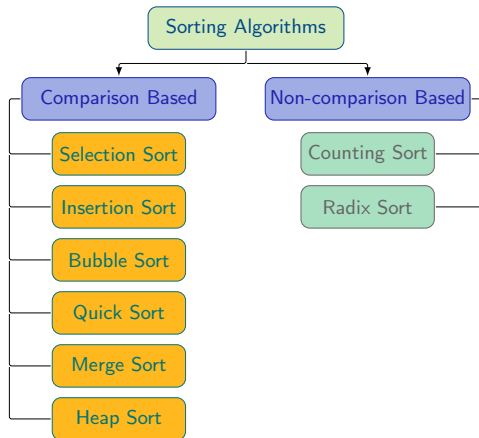 Sorting Algorithms
Comparison Based
Non-comparison Based
Selection Sort
Counting Sort
Insertion Sort
Radix Sort
Bubble Sort
Quick Sort
Merge Sort
Heap Sort